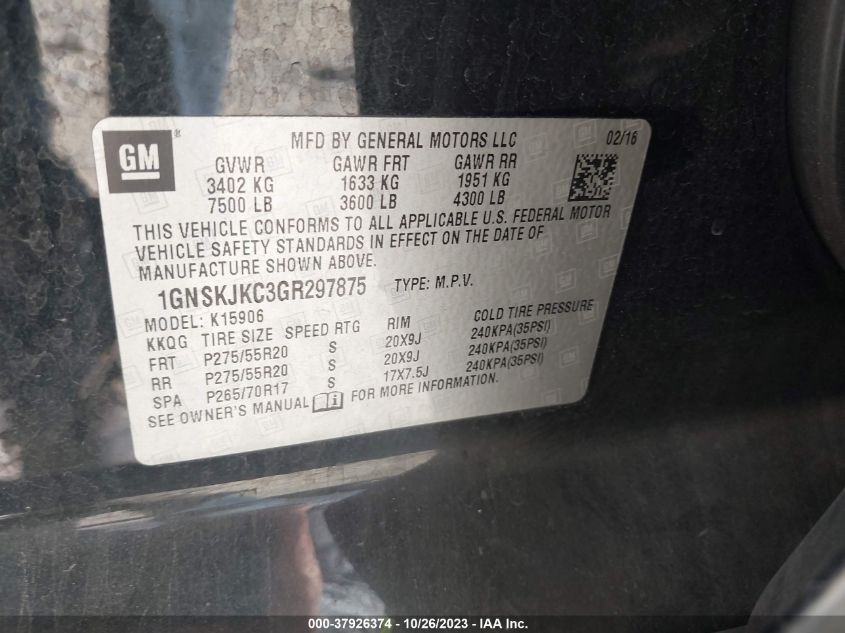 GM ®
MFD BY GENERAL MOTORS LLC 02/16
GVWR GAWR FRT GAWR RR
3402 KG 1633 KG 1951 KG
7500 LB 3600 LB 4300 LB
THIS VEHICLE CONFORMS TO ALL APPLICABLE U.S. FEDERAL MOTOR
VEHICLE SAFETY STANDARDS IN EFFECT ON THE DATE OF
MANUFACTURE SHOWN ABOVE.
1GNSKJKC3GR297875 TYPE: M.P.V.
MODEL: K15906
KKQG TIRE SIZE SPEED RTG RIM COLD TIRE PRESSURE
FRT P275/55R20 S 20X9J 240KPA(35PSI)
RR P275/55R20 S 20X9J 240KPA(35PSI)
SPA P265/70R17 S 17X7.5J 240KPA(35PSI)
SEE OWNER'S MANUAL i FOR MORE INFORMATION.
000-37926374 | 10/26/2023 - IAA Inc.